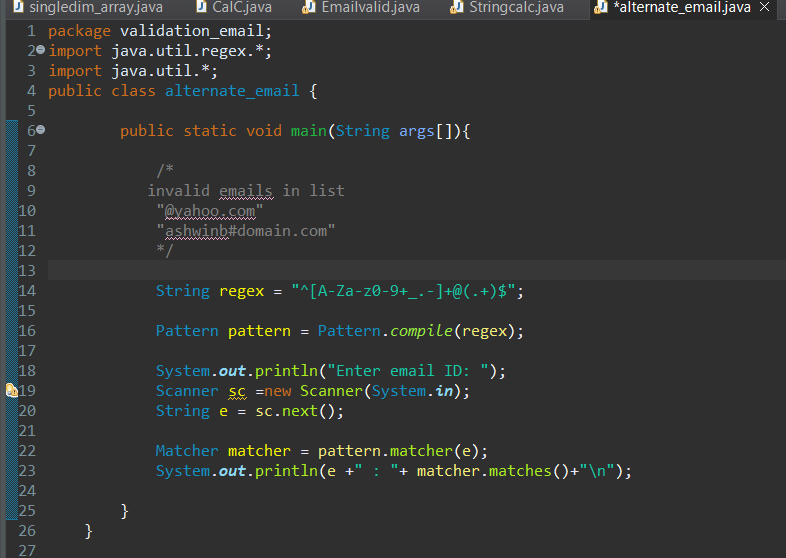 singledim_array.java CalC.java Emailvalid.java Stringcalc.java *alternate_email.java
1 package validation_email;
2 import java.util.regex.*;
3 import java.util.*;
4 public class alternate_email {
5
6 public static void main(String args[]){
7
8 /*
9 invalid emails in list
10 "@yahoo.com"
11 "ashwinb#domain.com"
12 */
13
14 String regex = "^[A-Za-z0-9+_.-]+@(.+)$";
15
16 Pattern pattern = Pattern.compile(regex);
17
18 System.out.println("Enter email ID: ");
19 Scanner sc =new Scanner(System.in);
20 String e = sc.next();
21
22 Matcher matcher = pattern.matcher(e);
23 System.out.println(e +" : "+ matcher.matches()+"\n");
24
25 }
26 }
27